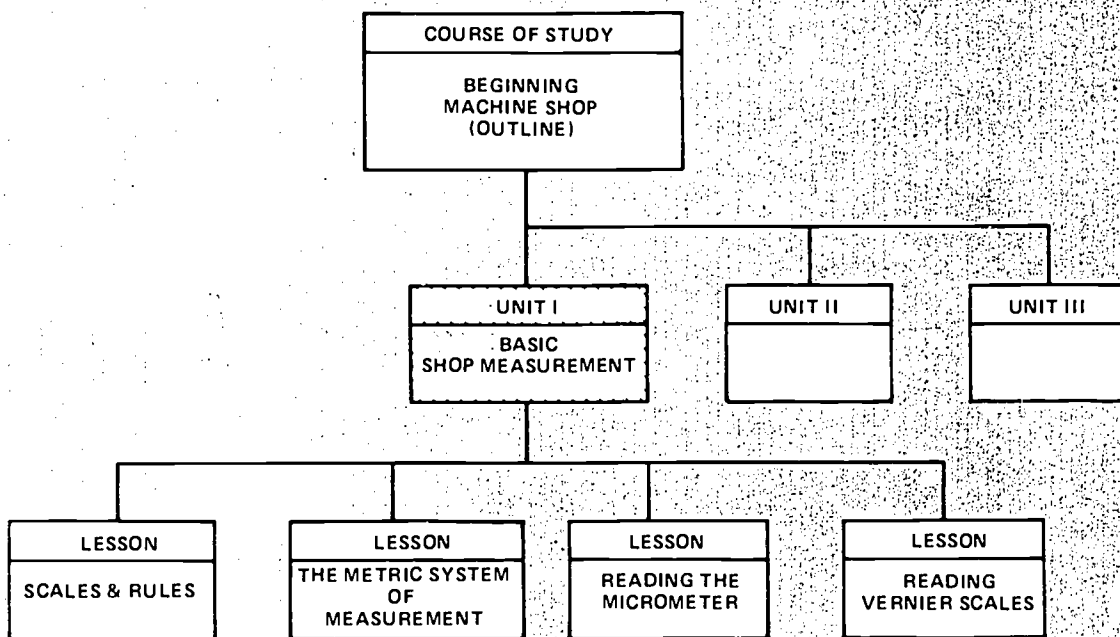 COURSE OF STUDY
BEGINNING
MACHINE SHOP
(OUTLINE)
UNIT I
BASIC
SHOP MEASUREMENT
UNIT II
UNIT III
LESSON
SCALES & RULES
LESSON
THE METRIC SYSTEM
OF
MEASUREMENT
LESSON
READING THE
MICROMETER
LESSON
READING
VERNIER SCALES